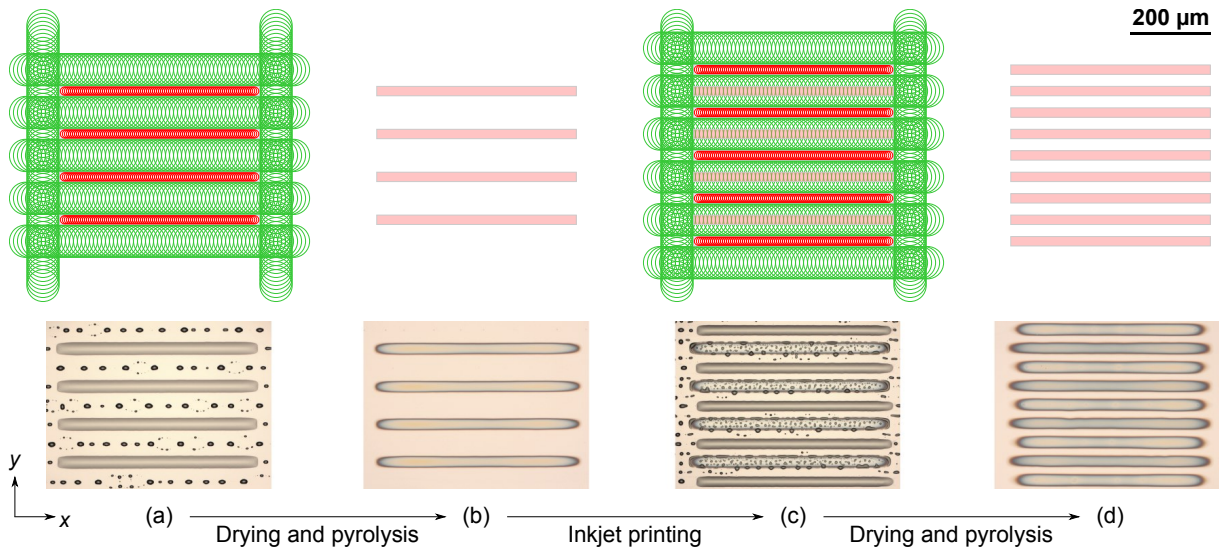 200 µm
y
x
(a)
Drying and pyrolysis
(b)
Inkjet printing
(c)
Drying and pyrolysis
(d)